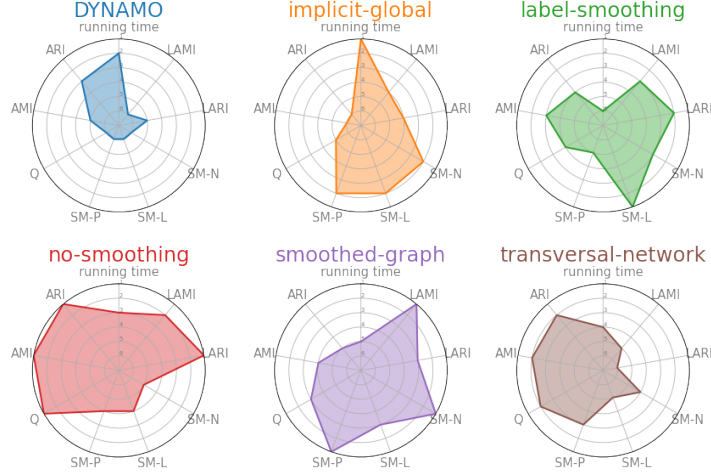 DYNAMO
implicit-global
label-smoothing
running time
running time
running time
ARI
LAMI
ARI
LAMI
ARI
LAMI
AMI
LARI
AMI
LARI
AMI
LARI
Q
SM-N
Q
SM-N
Q
SM-N
SM-P
SM-L
SM-P
SM-L
SM-P
SM-L
no-smoothing
smoothed-graph
transversal-network
running time
running time
running time
ARI
LAMI
ARI
LAMI
ARI
LAMI
AMI
LARI
AMI
LARI
AMI
LARI
Q
SM-N
Q
SM-N
Q
SM-N
SM-P
SM-L
SM-P
SM-L
SM-P
SM-L